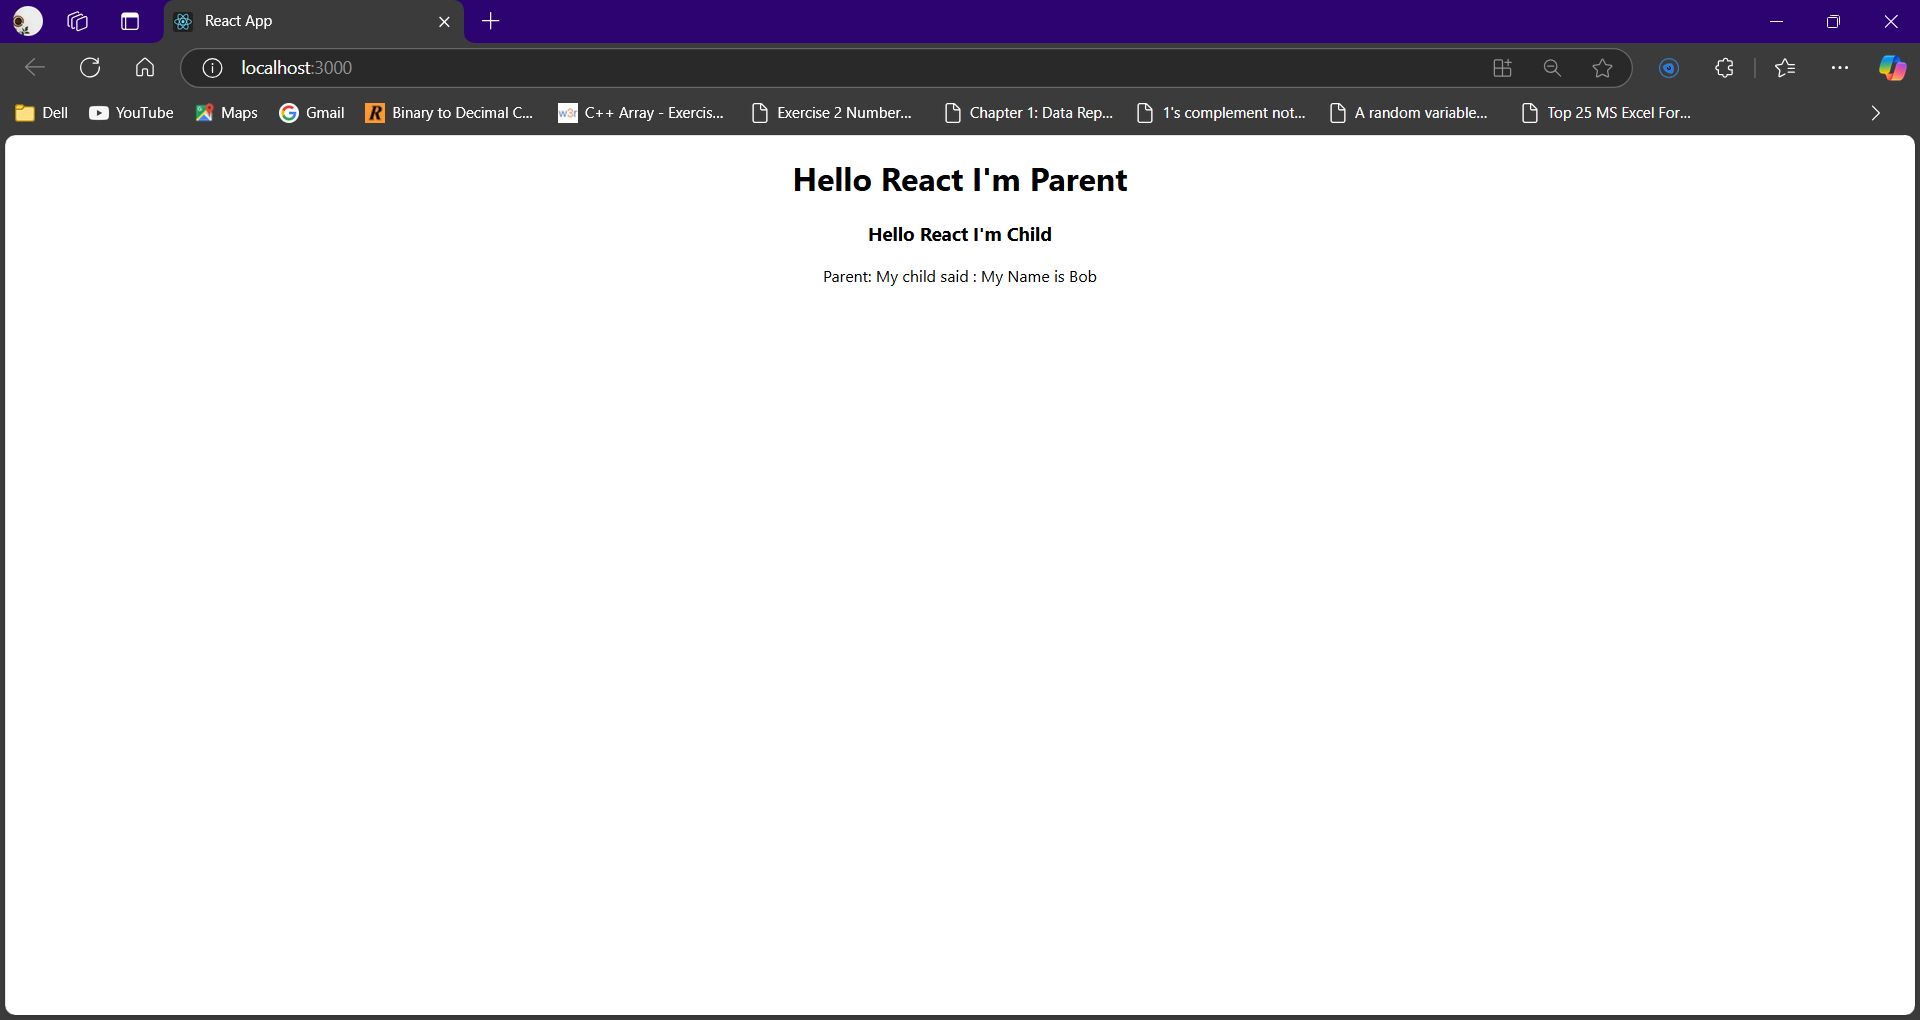 React App
localhost:3000
Dell YouTube Maps Gmail R Binary to Decimal C... w3r C++ Array - Exercis... Exercise 2 Number... Chapter 1: Data Rep... 1's complement not... A random variable... Top 25 MS Excel For...
Hello React I'm Parent
Hello React I'm Child
Parent: My child said : My Name is Bob